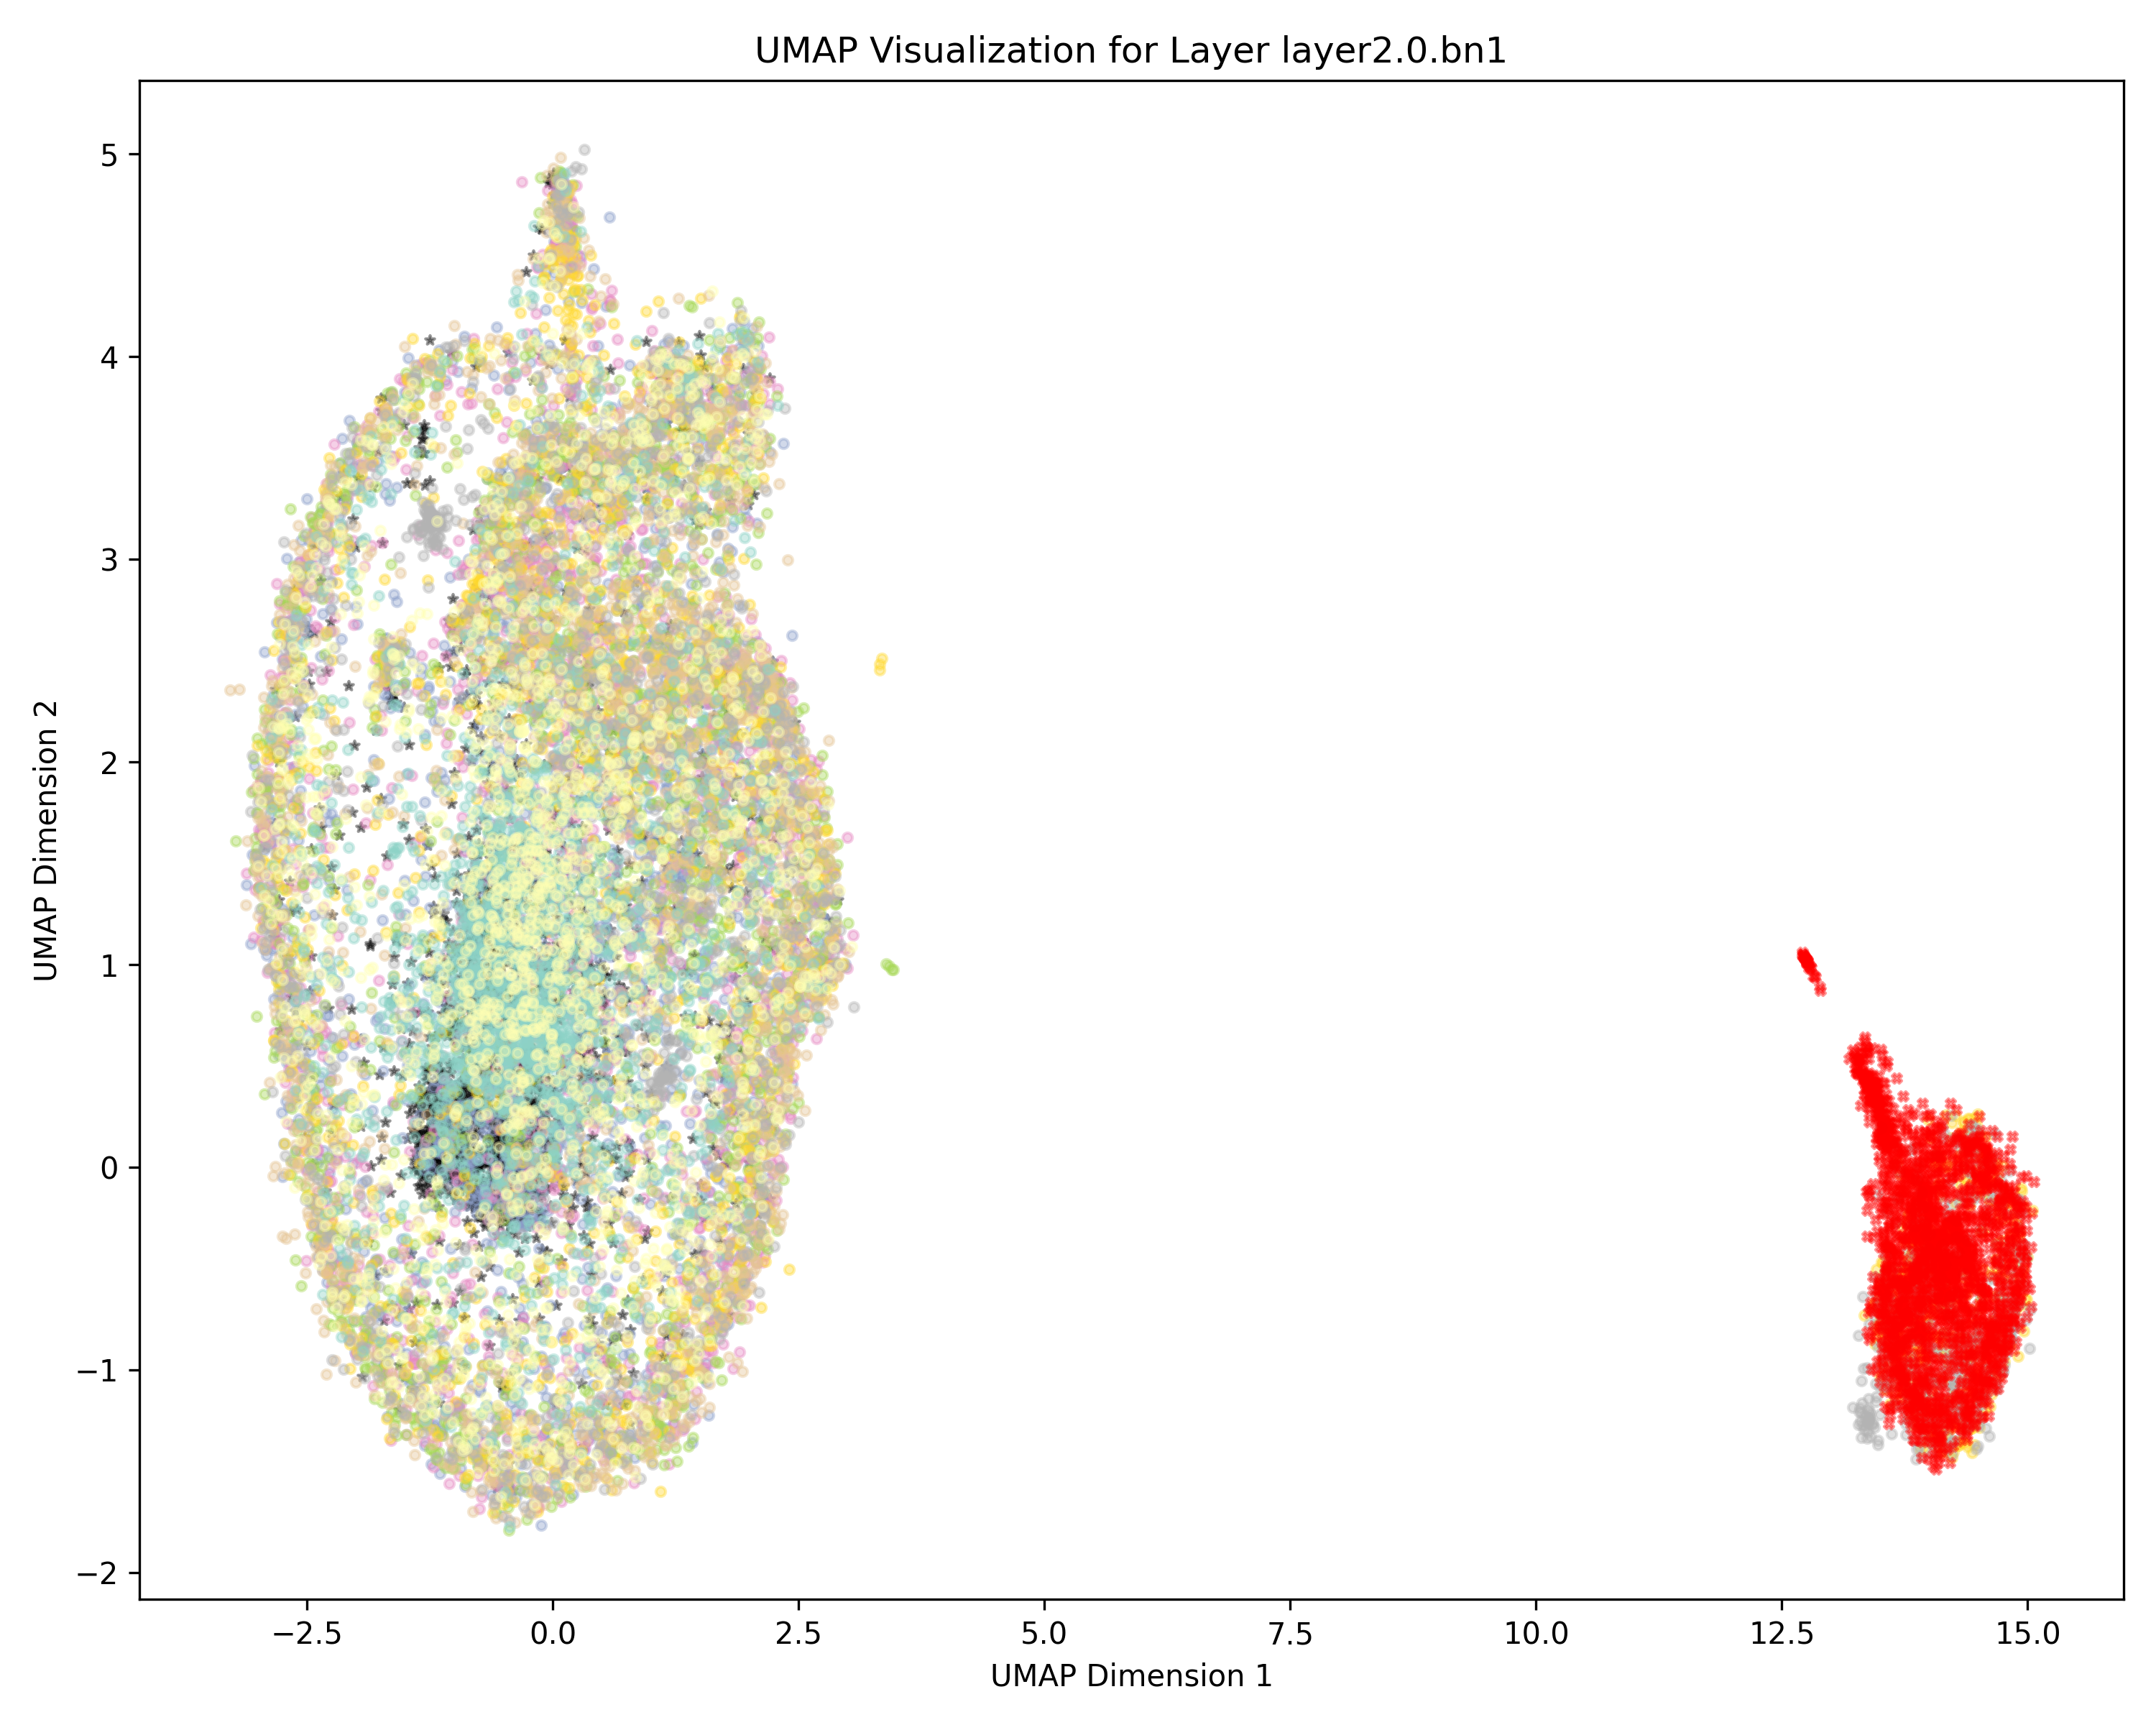 UMAP Visualization for Layer layer2.0.bn1
5
4
3
2
1
0
−1
−2
UMAP Dimension 2
−2.5 0.0 2.5 5.0 7.5 10.0 12.5 15.0
UMAP Dimension 1